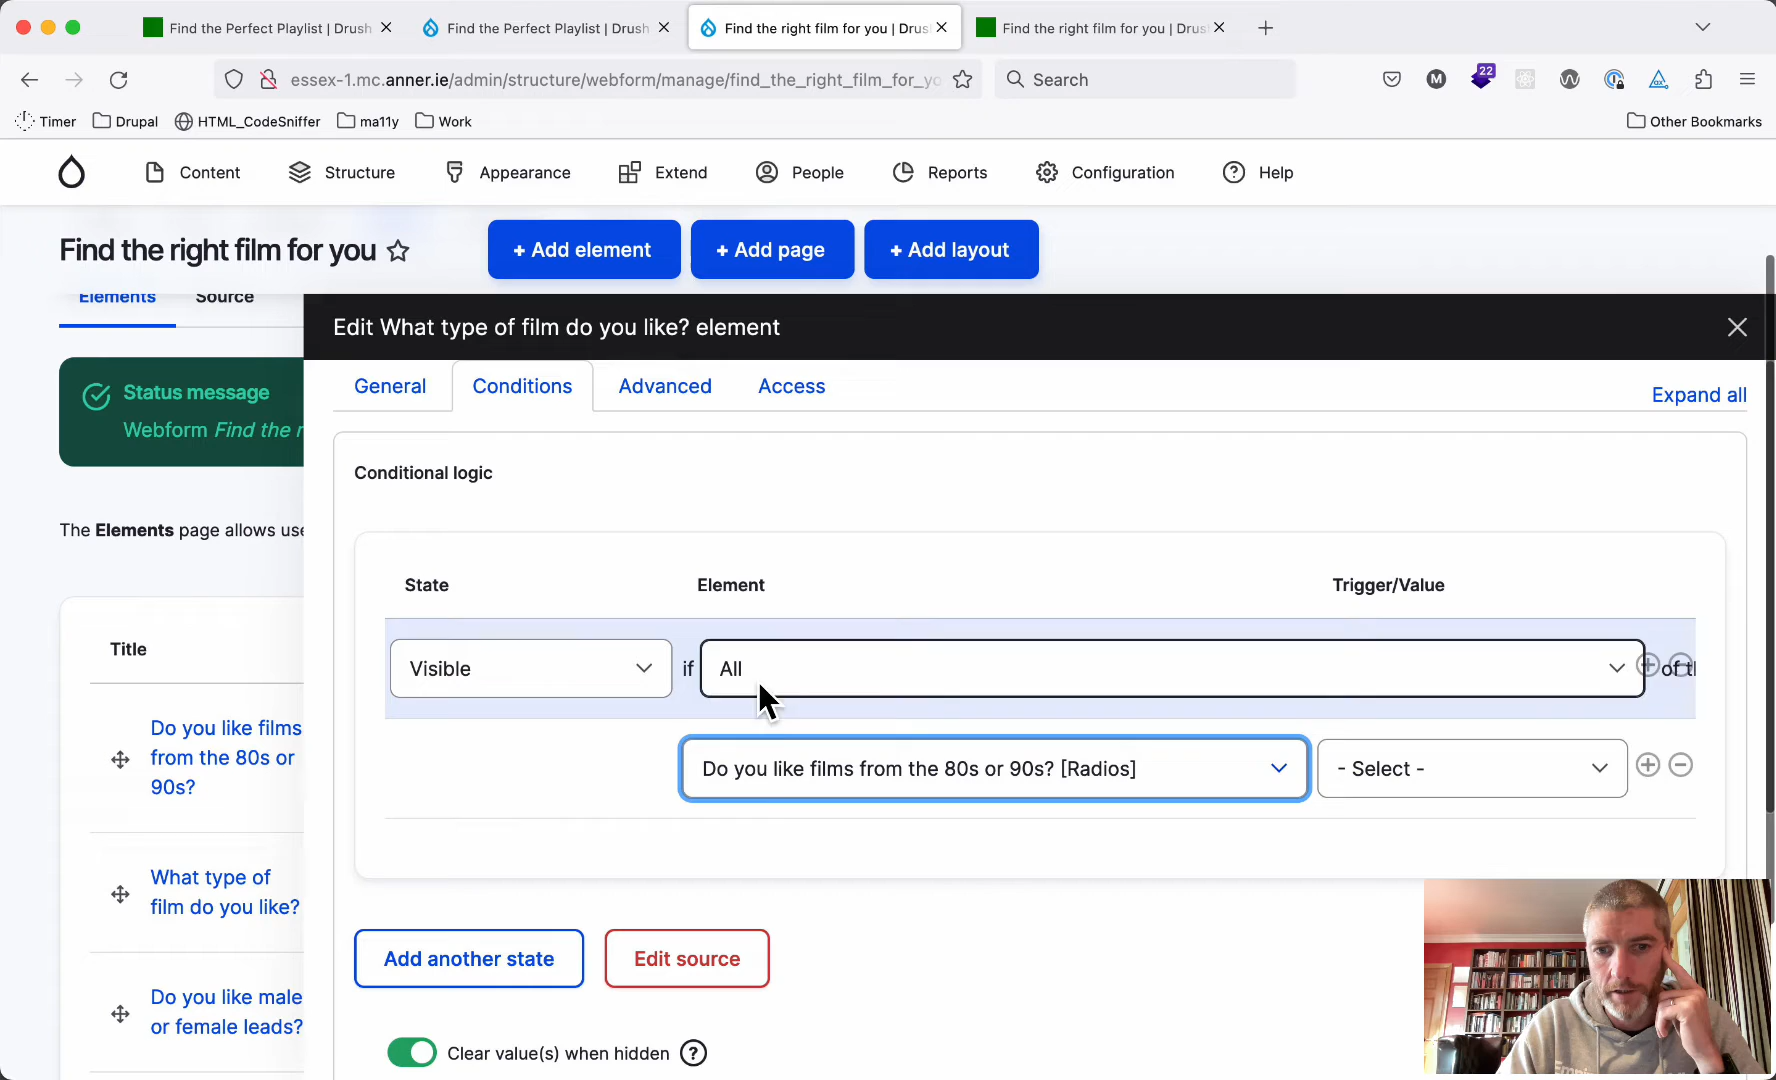 Find the Perfect Playlist | Drush
Find the Perfect Playlist | Drush
Find the right film for you | Drus
Find the right film for you | Drus
essex-1.mc.anner.ie/admin/structure/webform/manage/find_the_right_film_for_yo
Search
M
22
Timer
Drupal
HTML_CodeSniffer
ma11y
Work
Other Bookmarks
Content
Structure
Appearance
Extend
People
Reports
Configuration
Help
Find the right film for you
+ Add element
+ Add page
+ Add layout
Elements
Source
Edit What type of film do you like? element
Status message
Webform Find the r
General
Conditions
Advanced
Access
Expand all
Conditional logic
The Elements page allows use
State
Element
Trigger/Value
Title
Visible
if
All
of th
Do you like films
from the 80s or
90s?
Do you like films from the 80s or 90s? [Radios]
- Select -
What type of
film do you like?
Add another state
Edit source
Do you like male
or female leads?
Clear value(s) when hidden ?